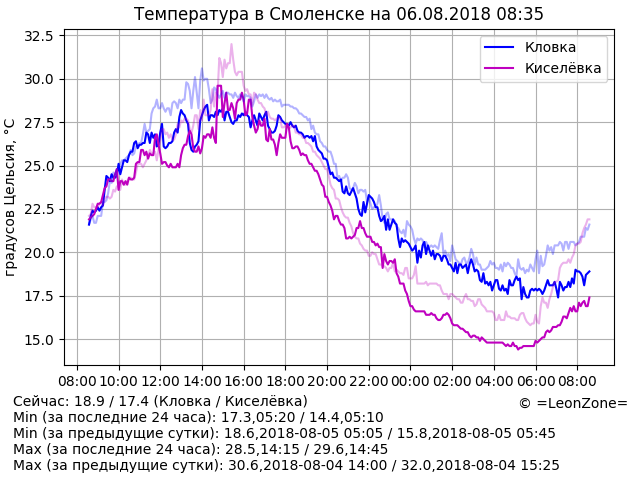 Температура в Смоленске на 06.08.2018 08:35
32.5
30.0
27.5
25.0
22.5
20.0
17.5
15.0
градусов Цельсия, °C
Кловка
Киселёвка
08:00 10:00 12:00 14:00 16:00 18:00 20:00 22:00 00:00 02:00 04:00 06:00 08:00
Сейчас: 18.9 / 17.4 (Кловка / Киселёвка)
© =LeonZone=
Min (за последние 24 часа): 17.3,05:20 / 14.4,05:10
Min (за предыдущие сутки): 18.6,2018-08-05 05:05 / 15.8,2018-08-05 05:45
Max (за последние 24 часа): 28.5,14:15 / 29.6,14:45
Max (за предыдущие сутки): 30.6,2018-08-04 14:00 / 32.0,2018-08-04 15:25